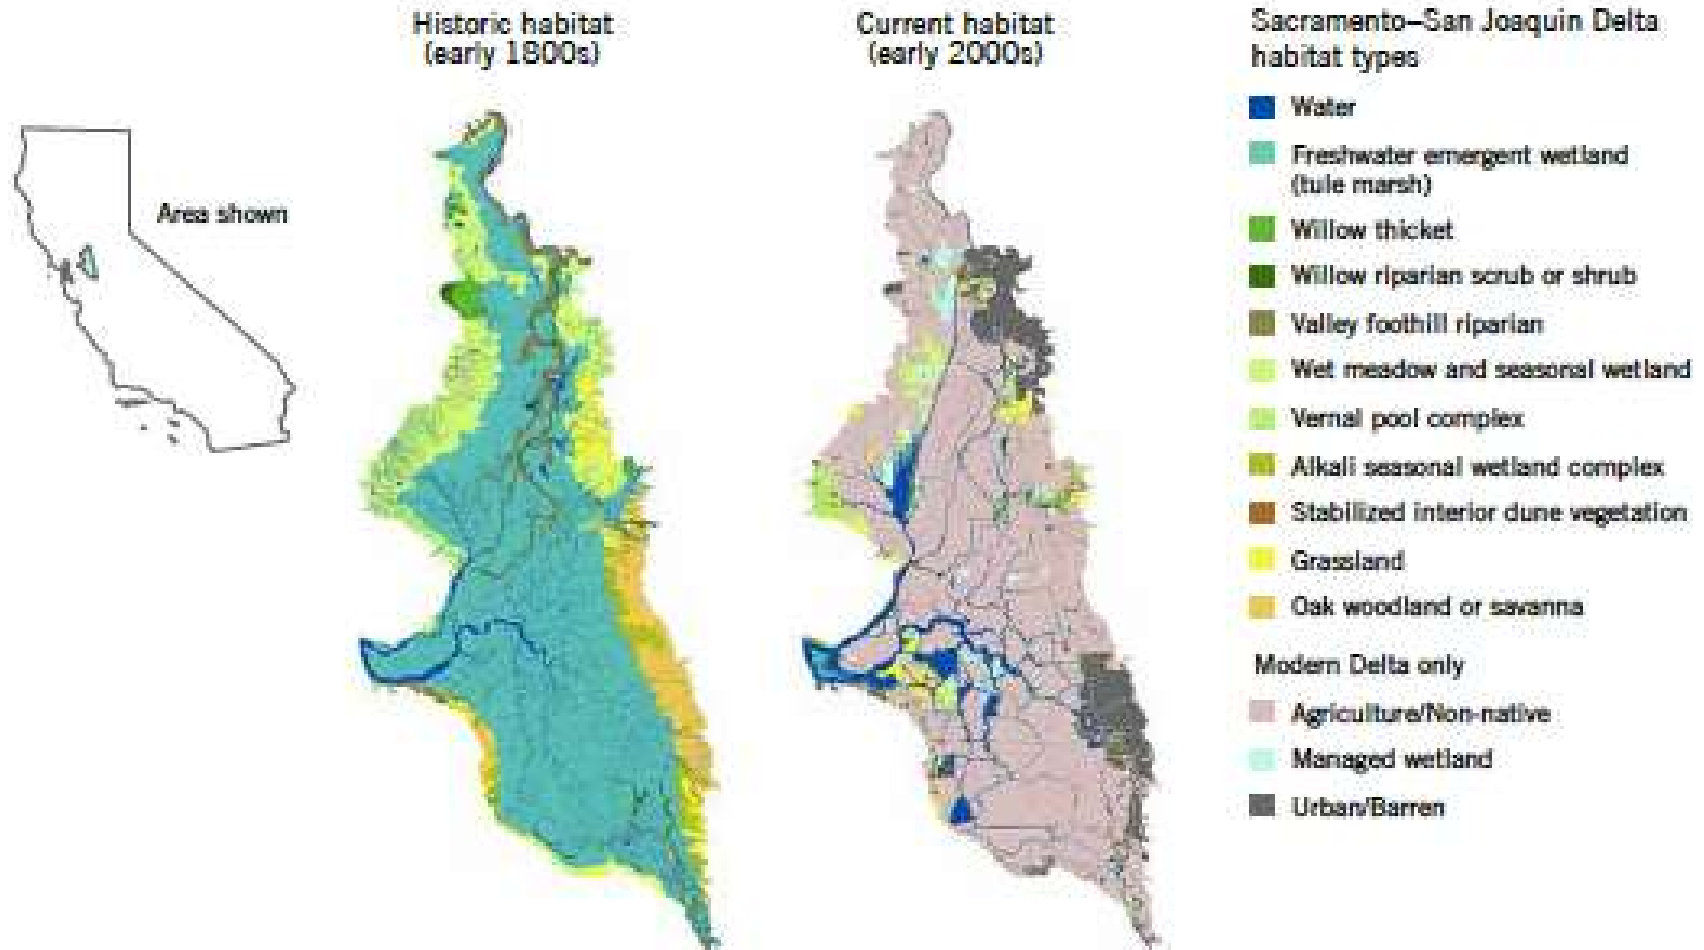 Historic habitat
(early 1800s)
Current habitat
(early 2000s)
Area shown
Sacramento–San Joaquin Delta
habitat types
Water
Freshwater emergent wetland
(tule marsh)
Willow thicket
Willow riparian scrub or shrub
Valley foothill riparian
Wet meadow and seasonal wetland
Vernal pool complex
Alkali seasonal wetland complex
Stabilized interior dune vegetation
Grassland
Oak woodland or savanna
Modern Delta only
Agriculture/Non-native
Managed wetland
Urban/Barren